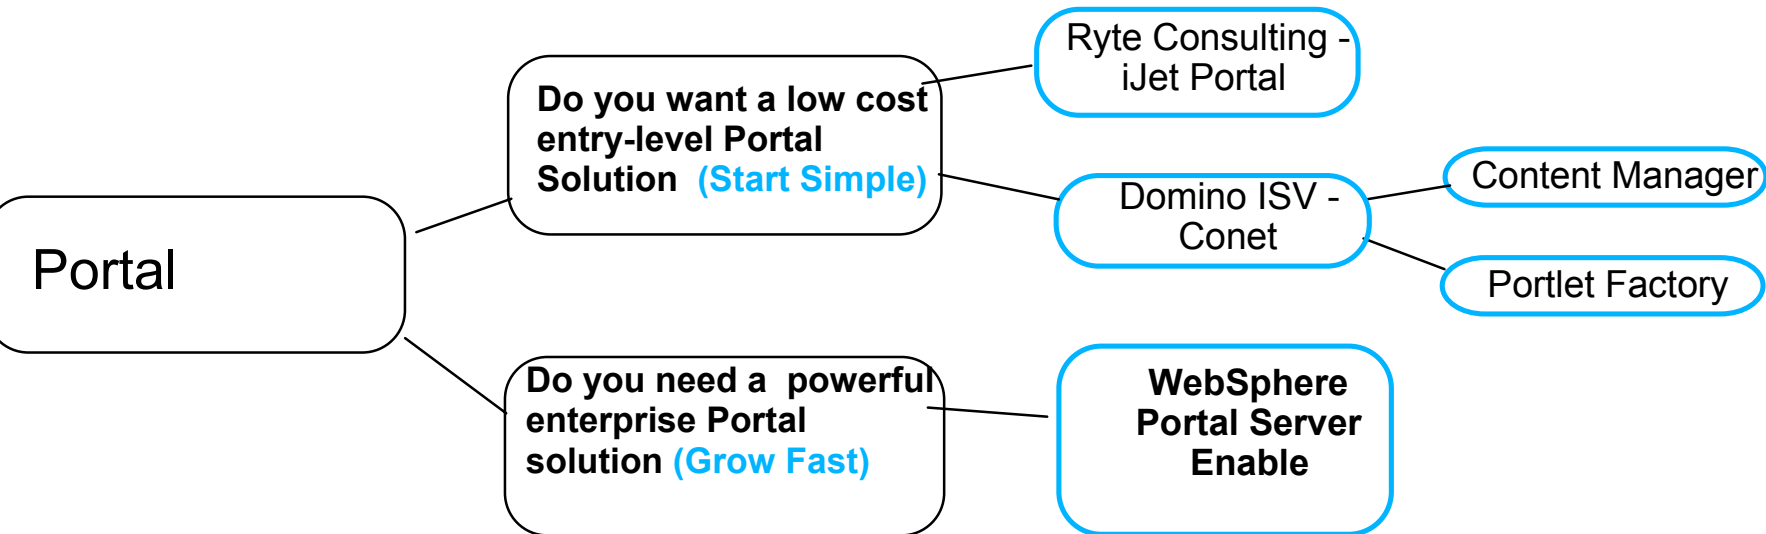 Portal
Do you want a low cost
entry-level Portal
Solution (Start Simple)
Ryte Consulting -
iJet Portal
Domino ISV -
Conet
Content Manager
Portlet Factory
Do you need a powerful
enterprise Portal
solution (Grow Fast)
WebSphere
Portal Server
Enable